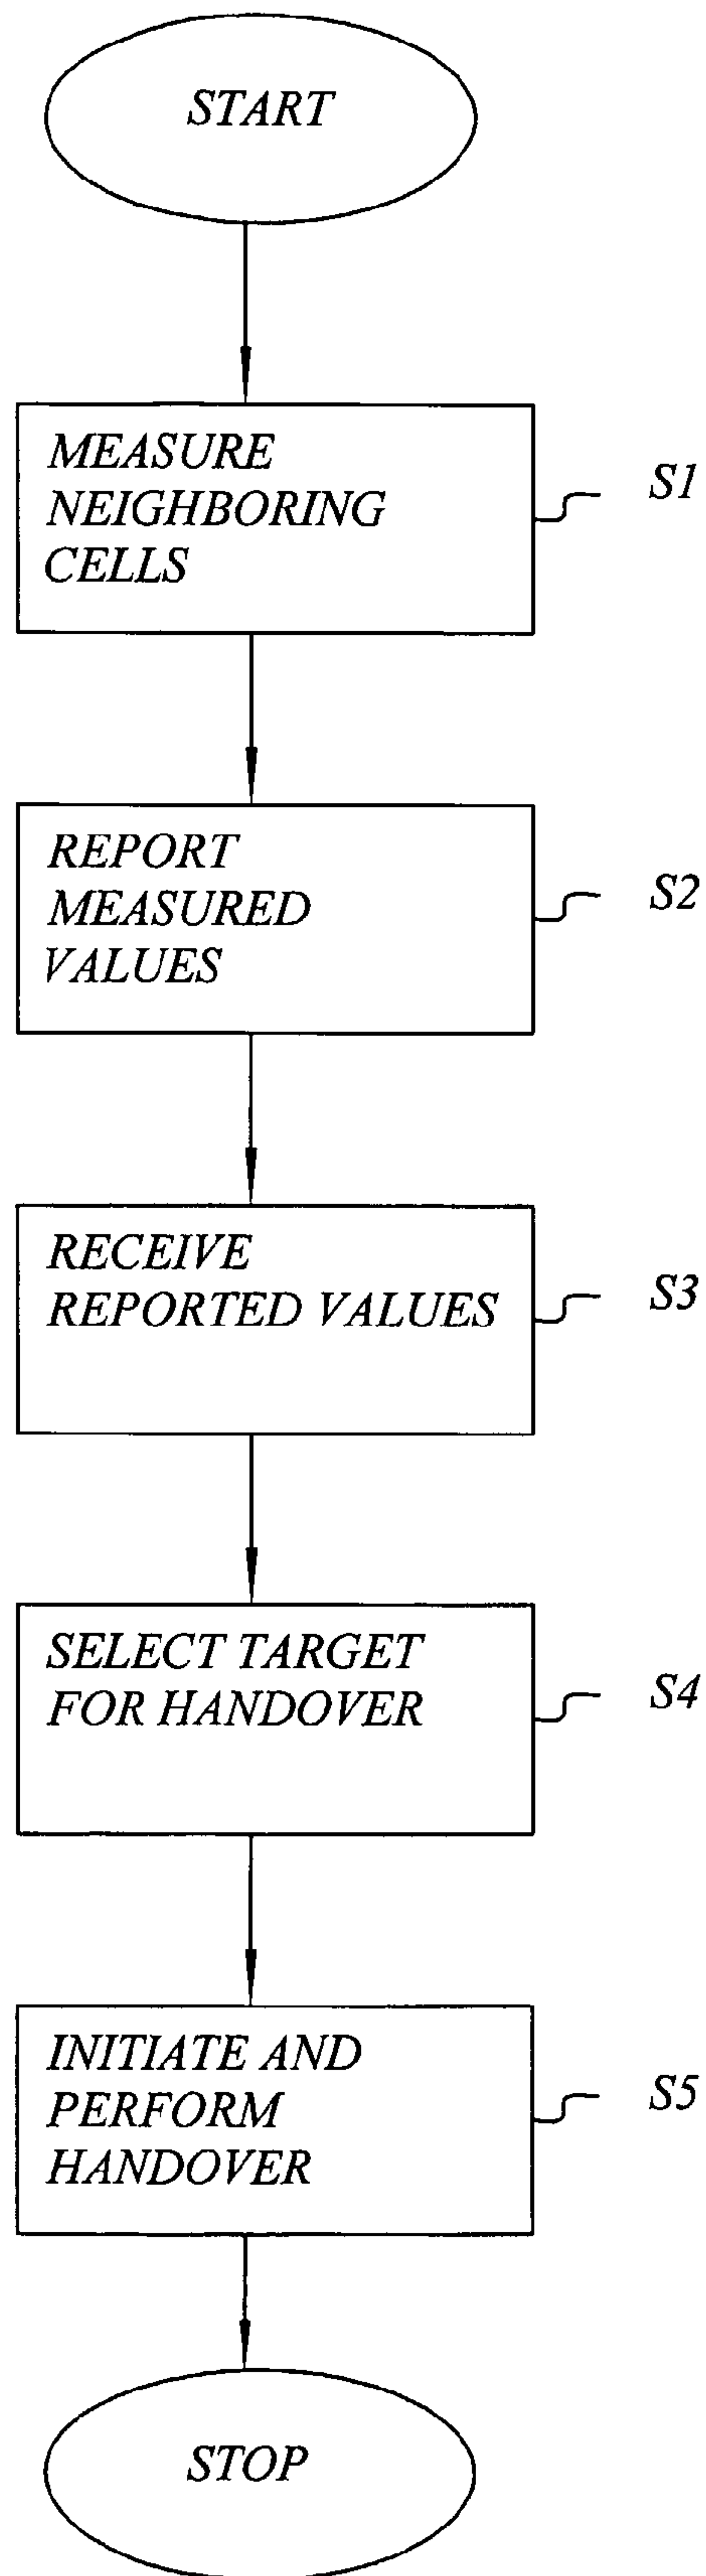 START
MEASURE
NEIGHBORING
CELLS
S1
REPORT
MEASURED
VALUES
S2
RECEIVE
REPORTED VALUES
S3
SELECT TARGET
FOR HANDOVER
S4
INITIATE AND
PERFORM
HANDOVER
S5
STOP